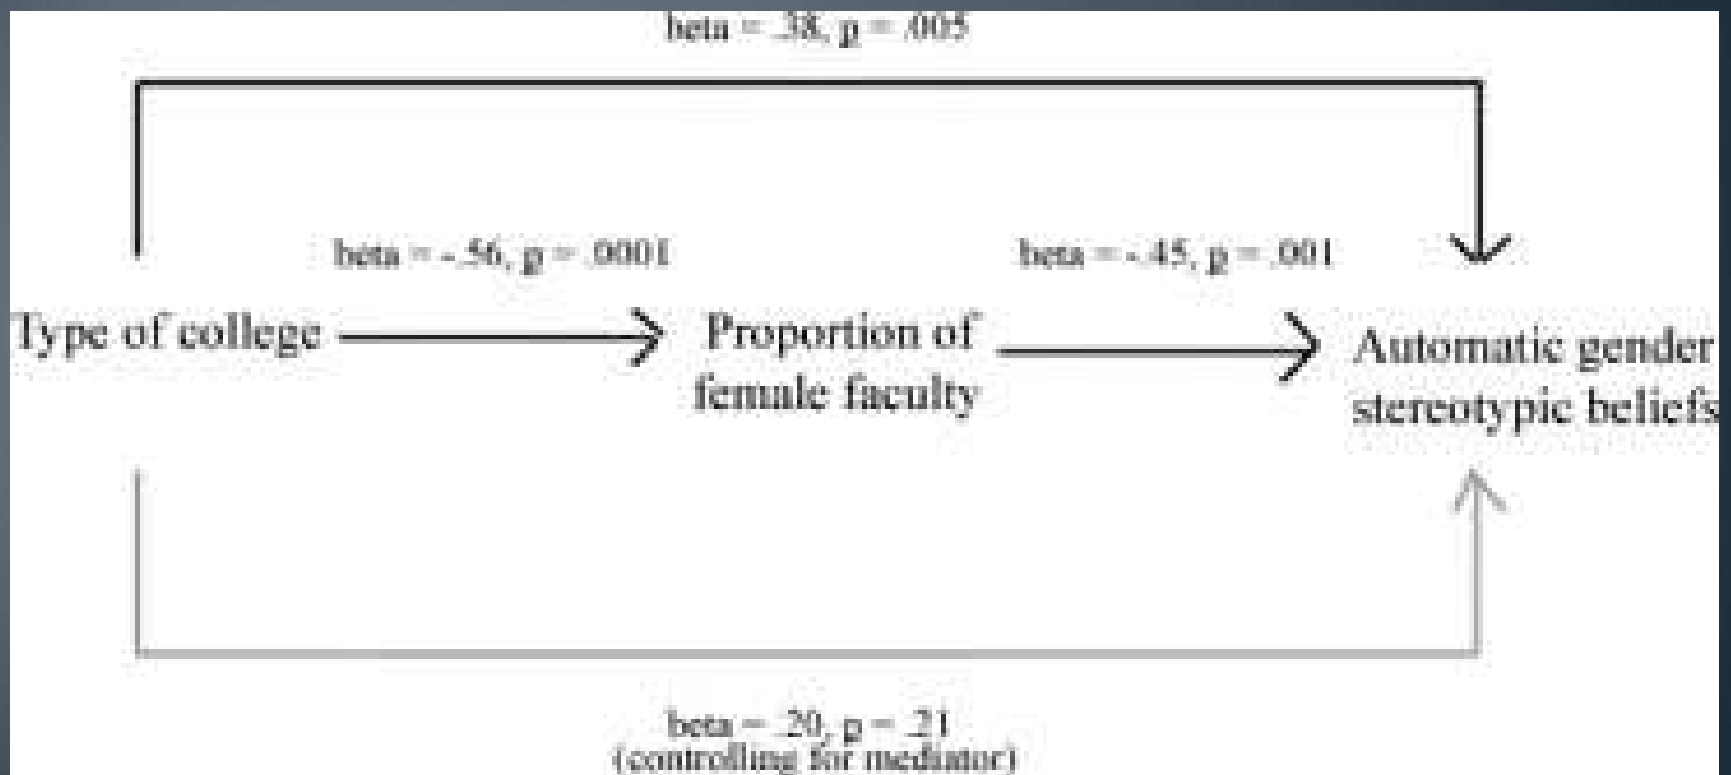 beta = .38, p = .005
beta = -.56, p = .0001
beta = -.45, p = .001
Type of college
Proportion of
female faculty
Automatic gender
stereotypic beliefs
beta = .20, p = .21
(controlling for mediator)